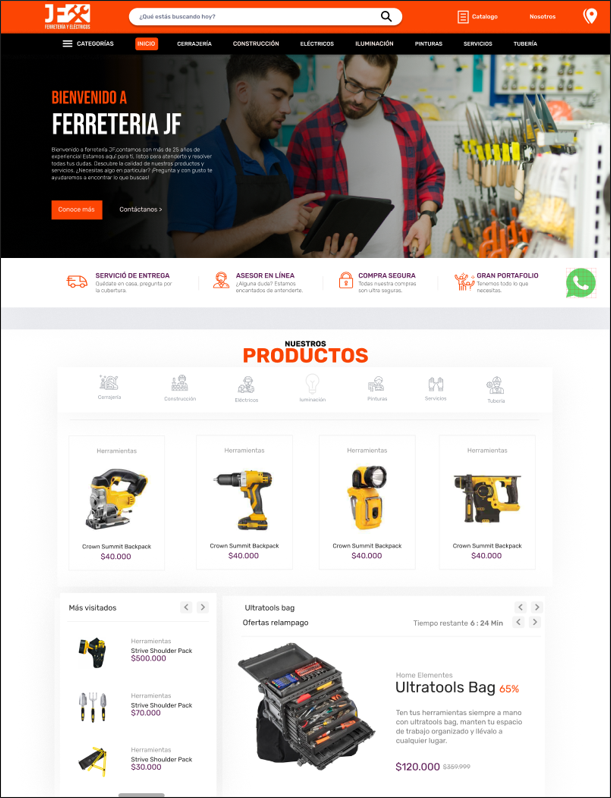 JF
FERRETERÍA Y ELÉCTRICOS
¿Qué estás buscando hoy?
Catalogo
Nosotros
CATEGORÍAS
INICIO
CERRAJERÍA
CONSTRUCCIÓN
ELÉCTRICOS
ILUMINACIÓN
PINTURAS
SERVICIOS
TUBERÍA
BIENVENIDO A
FERRETERIA JF
Bienvenido a ferretería JF,contamos con más de 25 años de
experiencia! Estamos aquí para ti, listos para atenderte y resolver
todas tus dudas. Descubre la calidad de nuestros productos y
servicios. ¿Necesitas algo en particular? ¡Pregunta y con gusto te
ayudaremos a encontrar lo que buscas!
Conoce más
Contáctanos >
SERVICIÓ DE ENTREGA
Quédate en casa, pregunta por
la cubertura.
ASESOR EN LÍNEA
¿Alguna duda? Estamos
encantados de antenderte.
COMPRA SEGURA
Todas nuestra compras
son ultra seguras.
GRAN PORTAFOLIO
Tenemos todo lo que
necesites.
NUESTROS
PRODUCTOS
Cerrajería
Construcción
Eléctricos
Iuminación
Pinturas
Servicios
Tubería
Herramientas
Crown Summit Backpack
$40.000
Herramientas
Crown Summit Backpack
$40.000
Herramientas
Crown Summit Backpack
$40.000
Herramientas
Crown Summit Backpack
$40.000
Más visitados
Herramientas
Strive Shoulder Pack
$500.000
Herramientas
Strive Shoulder Pack
$70.000
Herramientas
Strive Shoulder Pack
$30.000
Ultratools bag
Ofertas relampago
Tiempo restante 6 : 24 Min
Home Elementes
Ultratools Bag 65%
Ten tus herramientas siempre a mano
con ultratools bag, manten tu espacio
de trabajo organizado y llévalo a
cualquier lugar.
$120.000 $359.999